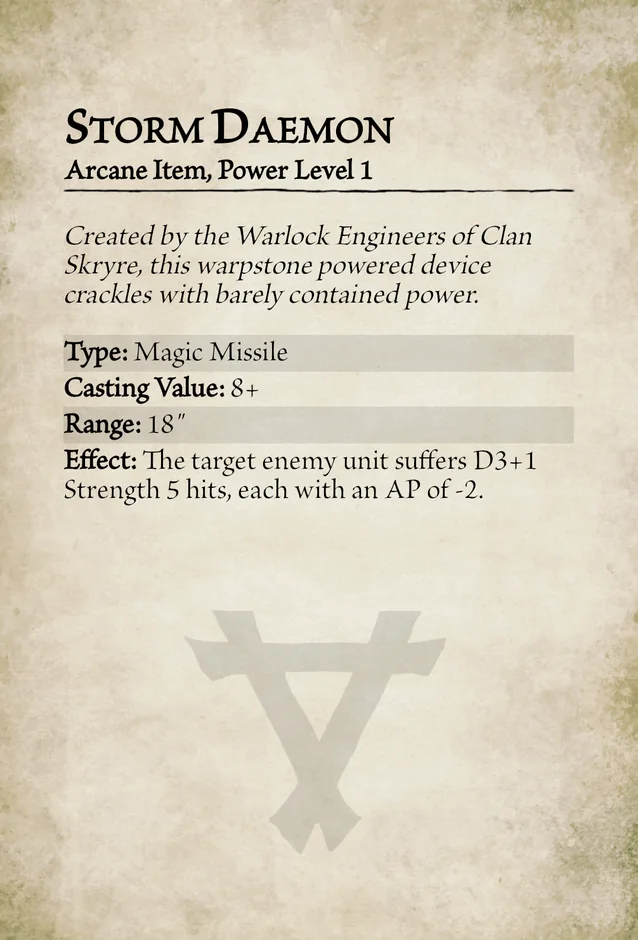 Storm Daemon
Arcane Item, Power Level 1
Created by the Warlock Engineers of Clan
Skryre, this warpstone powered device
crackles with barely contained power.
Type: Magic Missile
Casting Value: 8+
Range: 18"
Effect: The target enemy unit suffers D3+1
Strength 5 hits, each with an AP of -2.